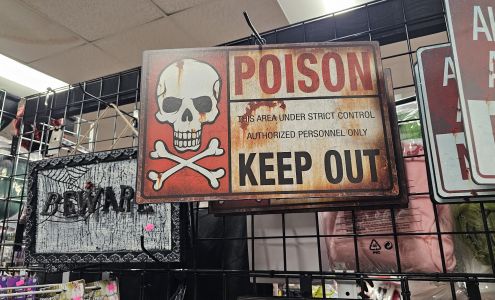 POISON
THIS AREA UNDER STRICT CONTROL
AUTHORIZED PERSONNEL ONLY
KEEP OUT
BEWARE